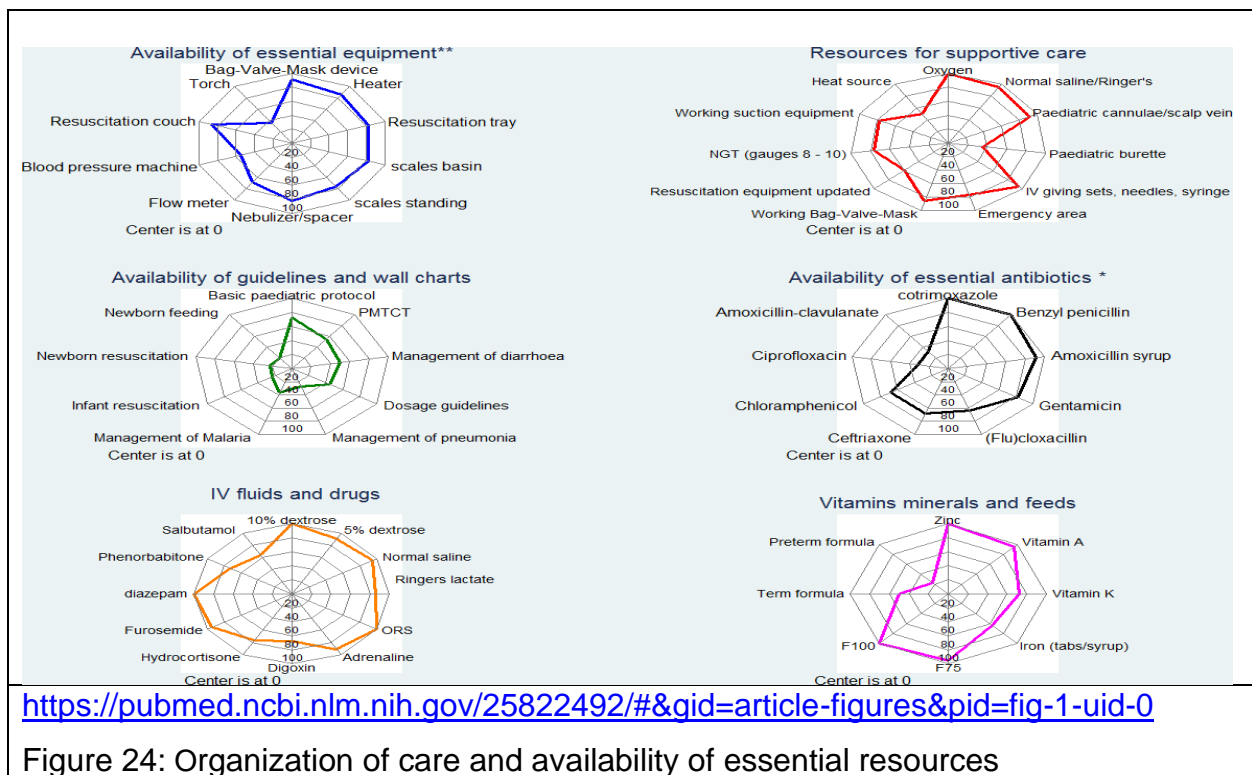 Availability of essential equipment**
Bag-Valve-Mask device
Torch
Heater
Resuscitation couch
Resuscitation tray
Blood pressure machine
scales basin
Flow meter
scales standing
Nebulizer/spacer
20
40
60
80
100
Center is at 0
Resources for supportive care
Oxygen
Heat source
Normal saline/Ringer's
Working suction equipment
Paediatric cannulae/scalp vein
NGT (gauges 8 - 10)
Paediatric burette
Resuscitation equipment updated
IV giving sets, needles, syringe
Working Bag-Valve-Mask
Emergency area
20
40
60
80
100
Center is at 0
Availability of guidelines and wall charts
Basic paediatric protocol
Newborn feeding
PMTCT
Newborn resuscitation
Management of diarrhoea
Infant resuscitation
Dosage guidelines
Management of Malaria
Management of pneumonia
20
40
60
80
100
Center is at 0
Availability of essential antibiotics *
cotrimoxazole
Amoxicillin-clavulanate
Benzyl penicillin
Ciprofloxacin
Amoxicillin syrup
Chloramphenicol
Gentamicin
Ceftriaxone
(Flu)cloxacillin
20
40
60
80
100
Center is at 0
IV fluids and drugs
10% dextrose
Salbutamol
5% dextrose
Phenorbabitone
Normal saline
Ringers lactate
diazepam
Furosemide
ORS
Hydrocortisone
Adrenaline
Digoxin
20
40
60
80
100
Center is at 0
Vitamins minerals and feeds
Zinc
Preterm formula
Vitamin A
Term formula
Vitamin K
F100
Iron (tabs/syrup)
F75
20
40
60
80
100
Center is at 0
https://pubmed.ncbi.nlm.nih.gov/25822492/#&gid=article-figures&pid=fig-1-uid-0
Figure 24: Organization of care and availability of essential resources